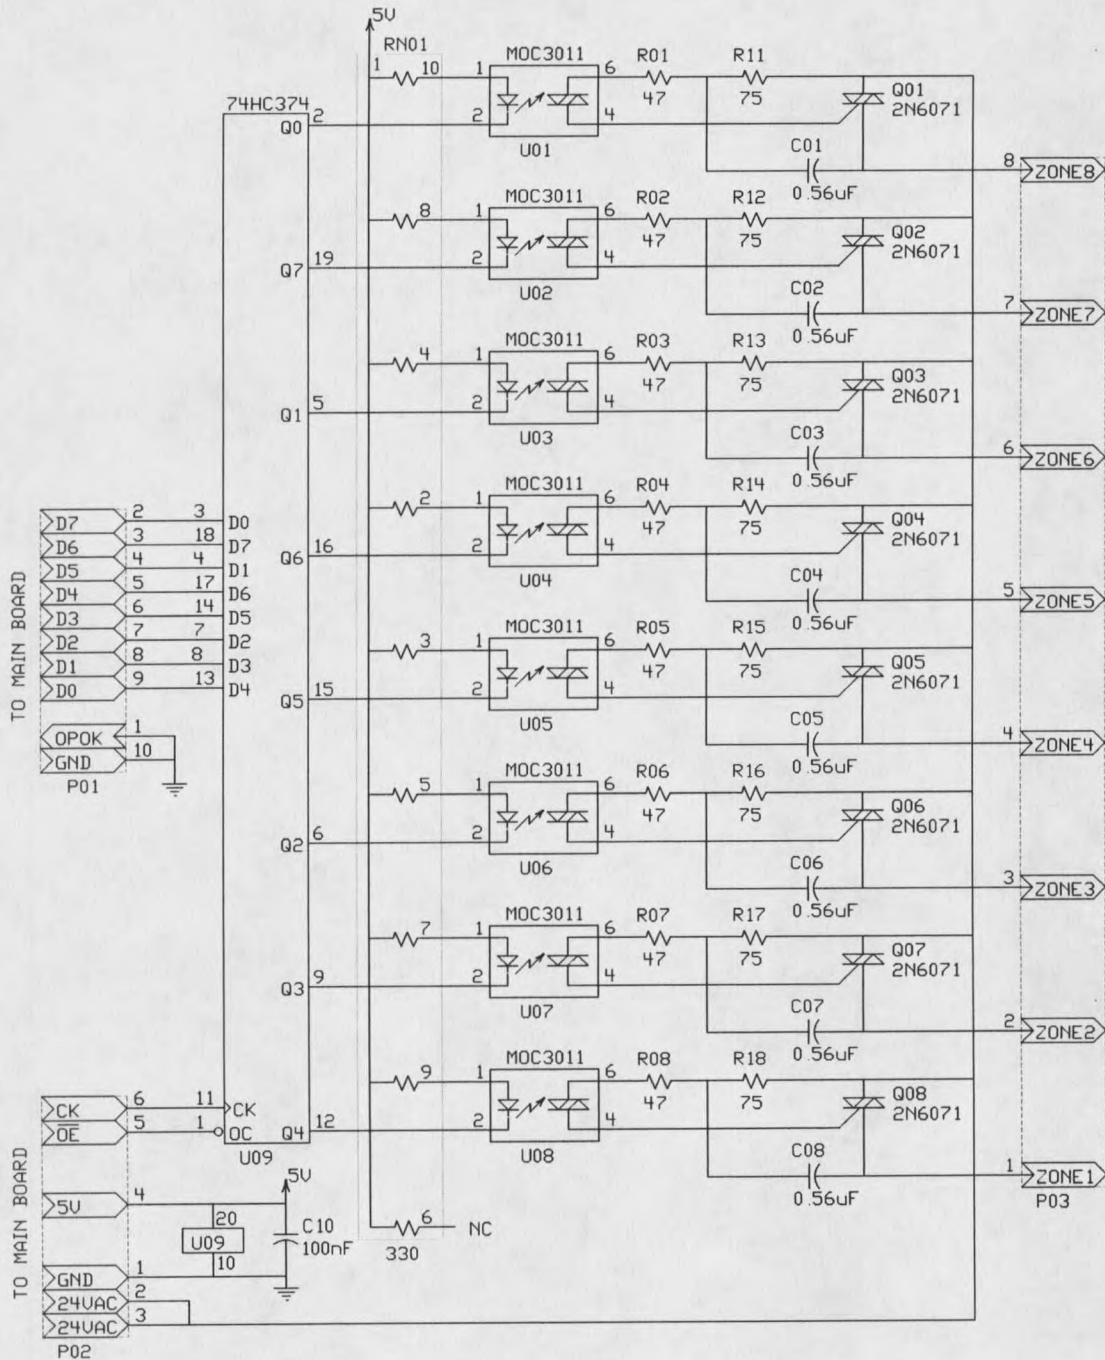 5V
RN01
1 10
MOC3011
1 6
2 4
U01
R01
47
R11
75
Q01
2N6071
C01
0.56uF
8 ZONE8
74HC374
Q0 2
8
MOC3011
1 6
2 4
U02
R02
47
R12
75
Q02
2N6071
C02
0.56uF
7 ZONE7
Q7 19
4
MOC3011
1 6
2 4
U03
R03
47
R13
75
Q03
2N6071
C03
0.56uF
6 ZONE6
Q1 5
2
MOC3011
1 6
2 4
U04
R04
47
R14
75
Q04
2N6071
C04
0.56uF
5 ZONE5
Q6 16
TO MAIN BOARD
D7 2 3 D0
D6 3 18 D7
D5 4 4 D1
D4 5 17 D6
D3 6 14 D5
D2 7 7 D2
D1 8 8 D3
D0 9 13 D4
OPOK 1
GND 10
P01
3
MOC3011
1 6
2 4
U05
R05
47
R15
75
Q05
2N6071
C05
0.56uF
4 ZONE4
Q5 15
5
MOC3011
1 6
2 4
U06
R06
47
R16
75
Q06
2N6071
C06
0.56uF
3 ZONE3
Q2 6
7
MOC3011
1 6
2 4
U07
R07
47
R17
75
Q07
2N6071
C07
0.56uF
2 ZONE2
Q3 9
9
MOC3011
1 6
2 4
U08
R08
47
R18
75
Q08
2N6071
C08
0.56uF
1 ZONE1
P03
Q4 12
CK 6 11 CK
OE 5 1 OC
U09
TO MAIN BOARD
5V 4
5V
20
U09
10
C10
100nF
6 NC
330
GND 1
24VAC 2
24VAC 3
P02